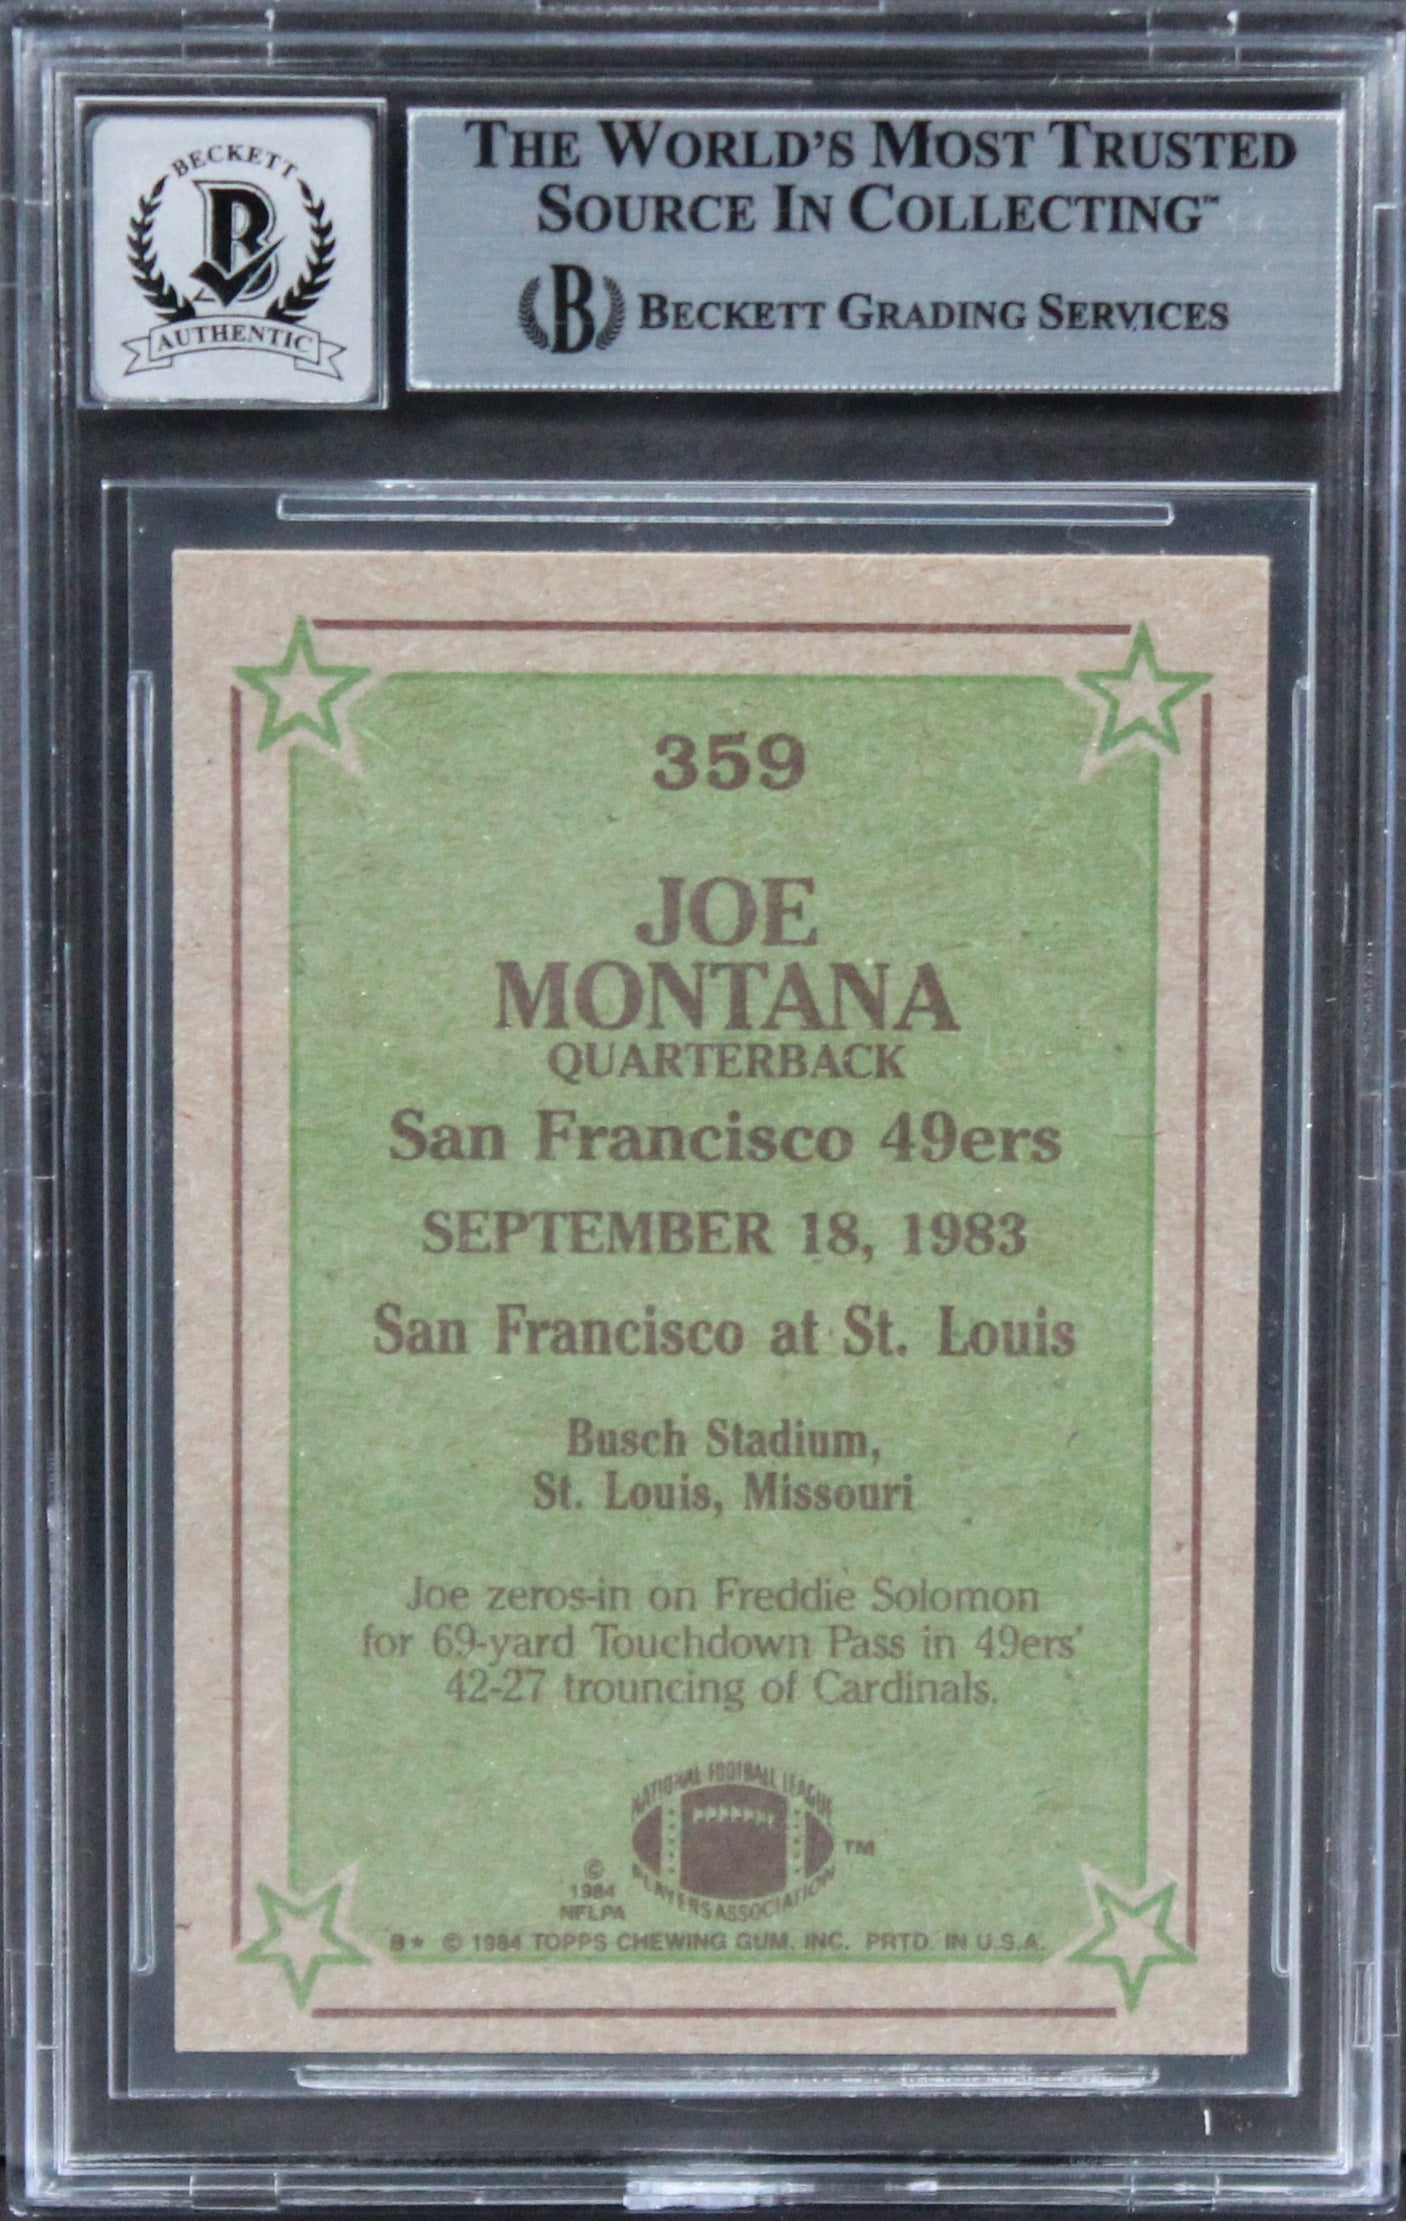 BECKETT
B
AUTHENTIC
THE WORLD'S MOST TRUSTED
SOURCE IN COLLECTING™
B BECKETT GRADING SERVICES
359
JOE
MONTANA
QUARTERBACK
San Francisco 49ers
SEPTEMBER 18, 1983
San Francisco at St. Louis
Busch Stadium,
St. Louis, Missouri
Joe zeros-in on Freddie Solomon
for 69-yard Touchdown Pass in 49ers'
42-27 trouncing of Cardinals.
NATIONAL FOOTBALL LEAGUE
PLAYERS ASSOCIATION
TM
©
1984
NFLPA
B* © 1984 TOPPS CHEWING GUM, INC. PRTD. IN U.S.A.